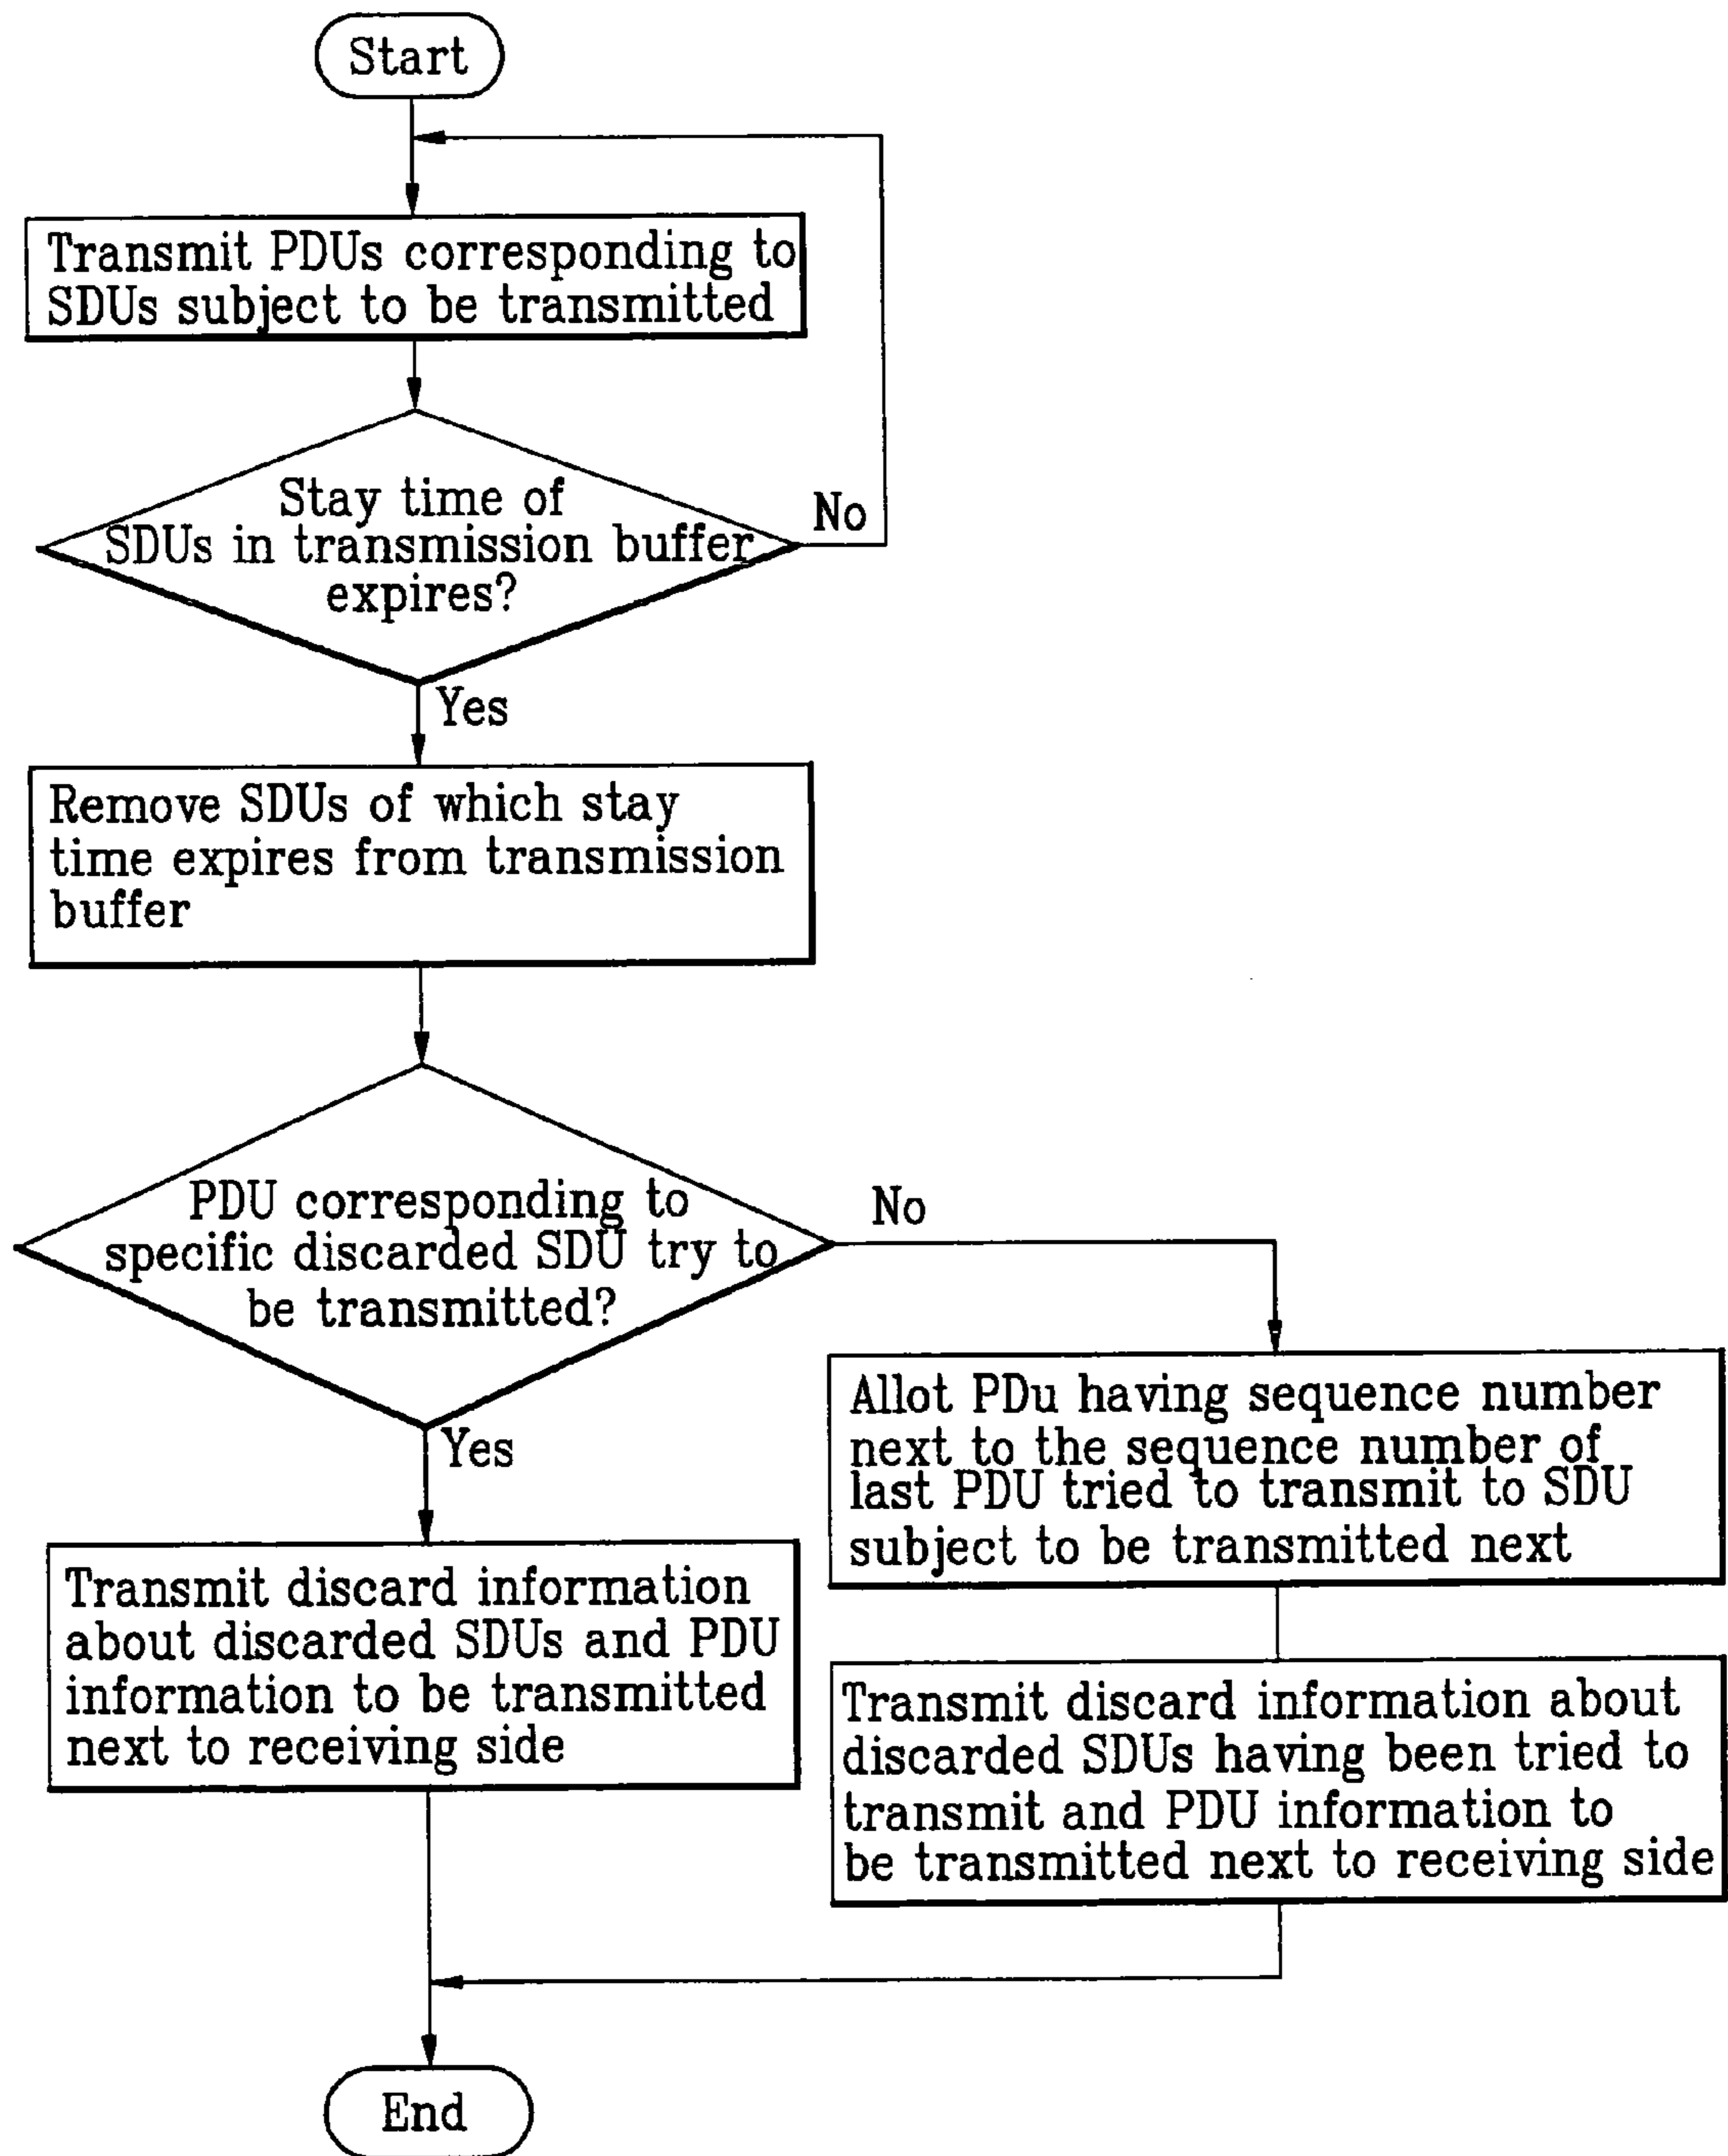 Start
Transmit PDUs corresponding to
SDUs subject to be transmitted
Stay time of
SDUs in transmission buffer
expires?
No
Yes
Remove SDUs of which stay
time expires from transmission
buffer
PDU corresponding to
specific discarded SDU try to
be transmitted?
No
Yes
Allot PDu having sequence number
next to the sequence number of
last PDU tried to transmit to SDU
subject to be transmitted next
Transmit discard information
about discarded SDUs and PDU
information to be transmitted
next to receiving side
Transmit discard information about
discarded SDUs having been tried to
transmit and PDU information to
be transmitted next to receiving side
End